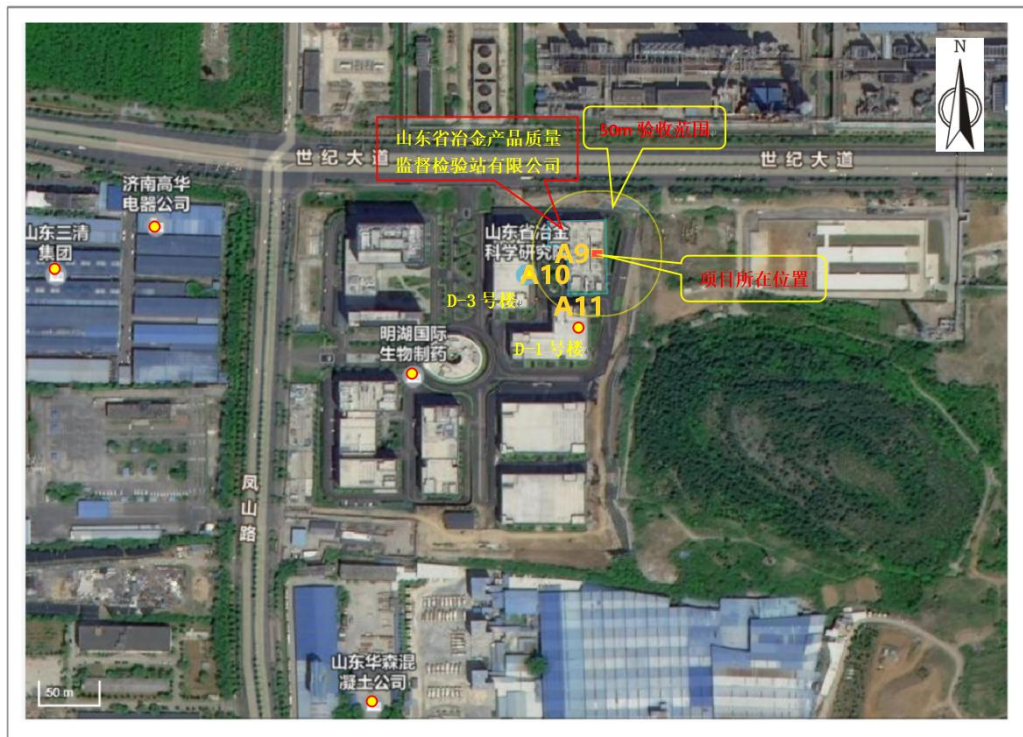 N
50m 验收范围
山东省冶金产品质量
监督检验站有限公司
世纪大道
世纪大道
济南高华
电器公司
山东三清
集团
山东省冶金
科学研究院
A9
A10
A11
项目所在位置
D-3 号楼
明湖国际
生物制药
D-1 号楼
凤山路
山东华森混
凝土公司
50 m